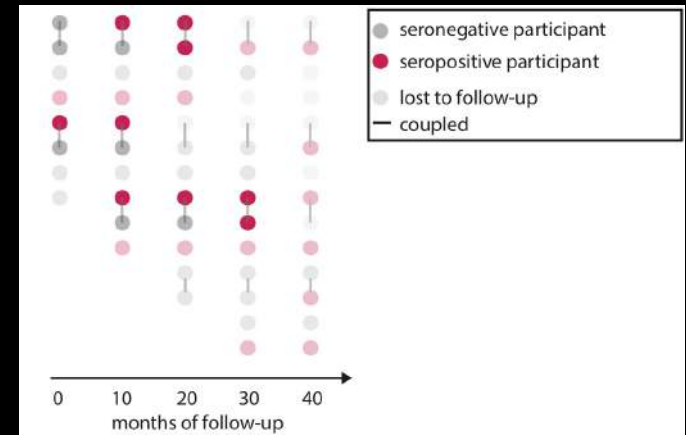 seronegative participant
seropositive participant
lost to follow-up
coupled
0 10 20 30 40
months of follow-up